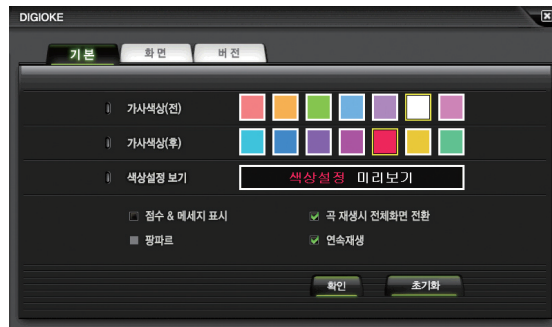 DIGIOKE
기본 화면 버전
가사색상(전)
가사색상(후)
색상설정 보기 색상설정 미리보기
점수 & 메세지 표시 곡 재생시 전체화면 전환
팡파르 연속재생
확인 초기화